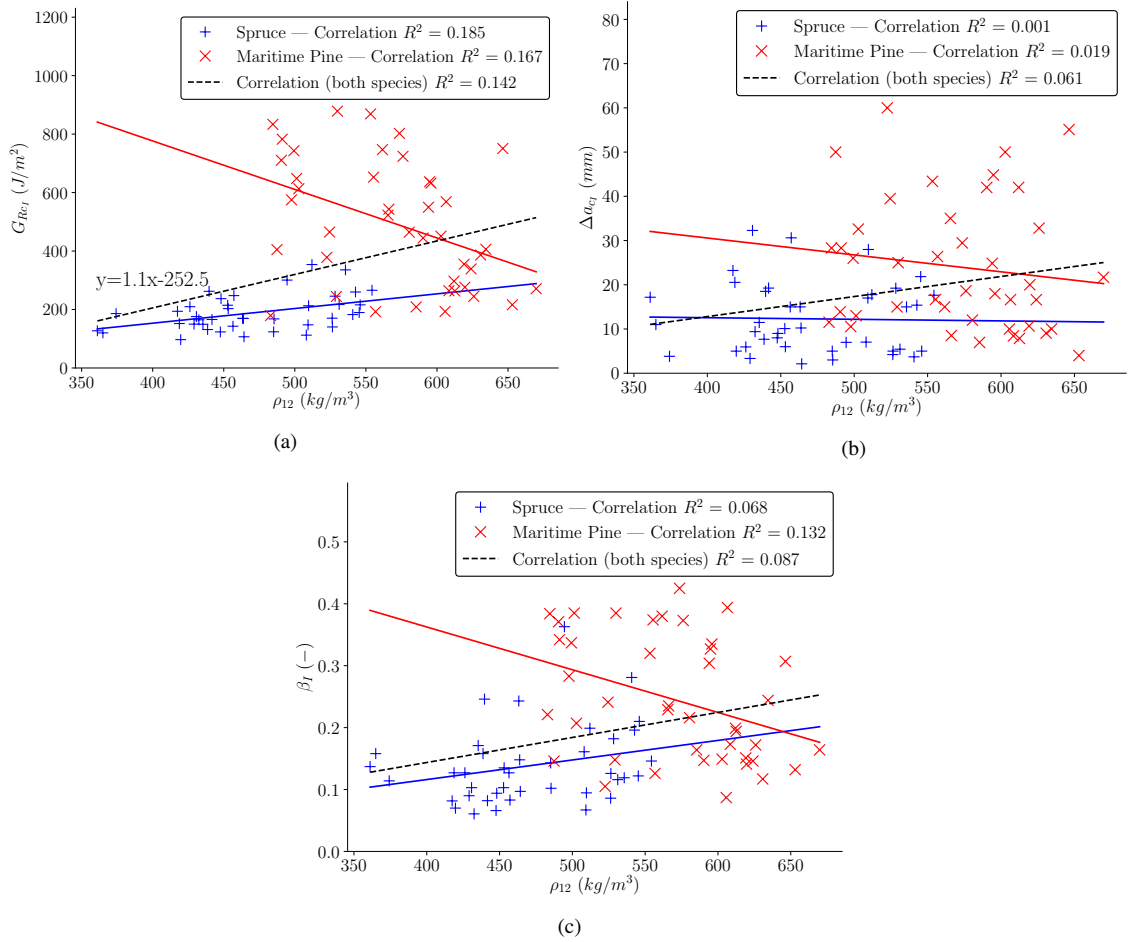 Spruce — Correlation R² = 0.185
Maritime Pine — Correlation R² = 0.167
Correlation (both species) R² = 0.142
1200
1000
800
600
400
200
0
G_{Rc_I} (J/m²)
y=1.1x-252.5
350 400 450 500 550 600 650
ρ₁₂ (kg/m³)
(a)
Spruce — Correlation R² = 0.001
Maritime Pine — Correlation R² = 0.019
Correlation (both species) R² = 0.061
80
70
60
50
40
30
20
10
0
Δa_{c_I} (mm)
350 400 450 500 550 600 650
ρ₁₂ (kg/m³)
(b)
Spruce — Correlation R² = 0.068
Maritime Pine — Correlation R² = 0.132
Correlation (both species) R² = 0.087
0.5
0.4
0.3
0.2
0.1
0.0
β_I (−)
350 400 450 500 550 600 650
ρ₁₂ (kg/m³)
(c)